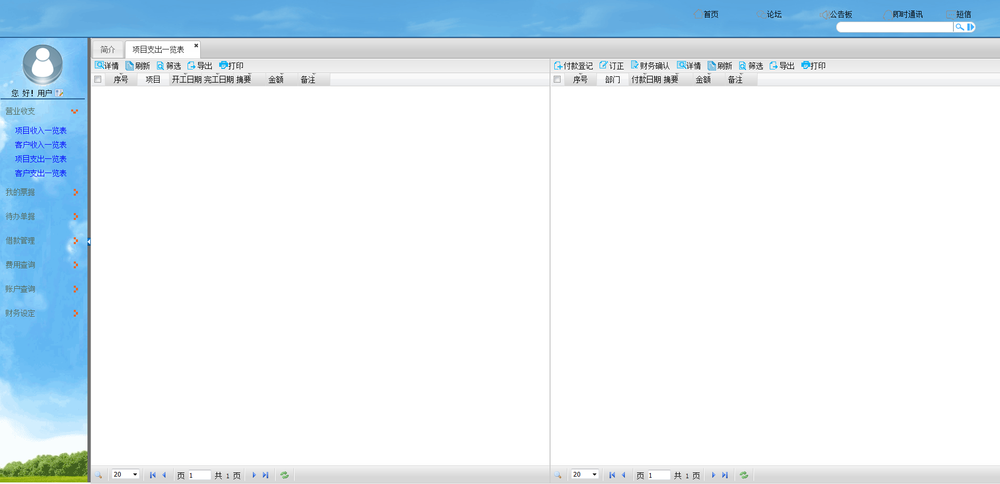 首页 论坛 公告板 即时通讯 短信
简介 项目支出一览表
详情 刷新 筛选 导出 打印
序号 项目 开工日期 完工日期 摘要 金额 备注
付款登记 订正 财务确认 详情 刷新 筛选 导出 打印
序号 部门 付款日期 摘要 金额 备注
您 好! 用户
营业收支
项目收入一览表
客户收入一览表
项目支出一览表
客户支出一览表
我的票据
待办单据
借款管理
费用查询
账户查询
财务设定
20 页 1 共 1 页
20 页 1 共 1 页